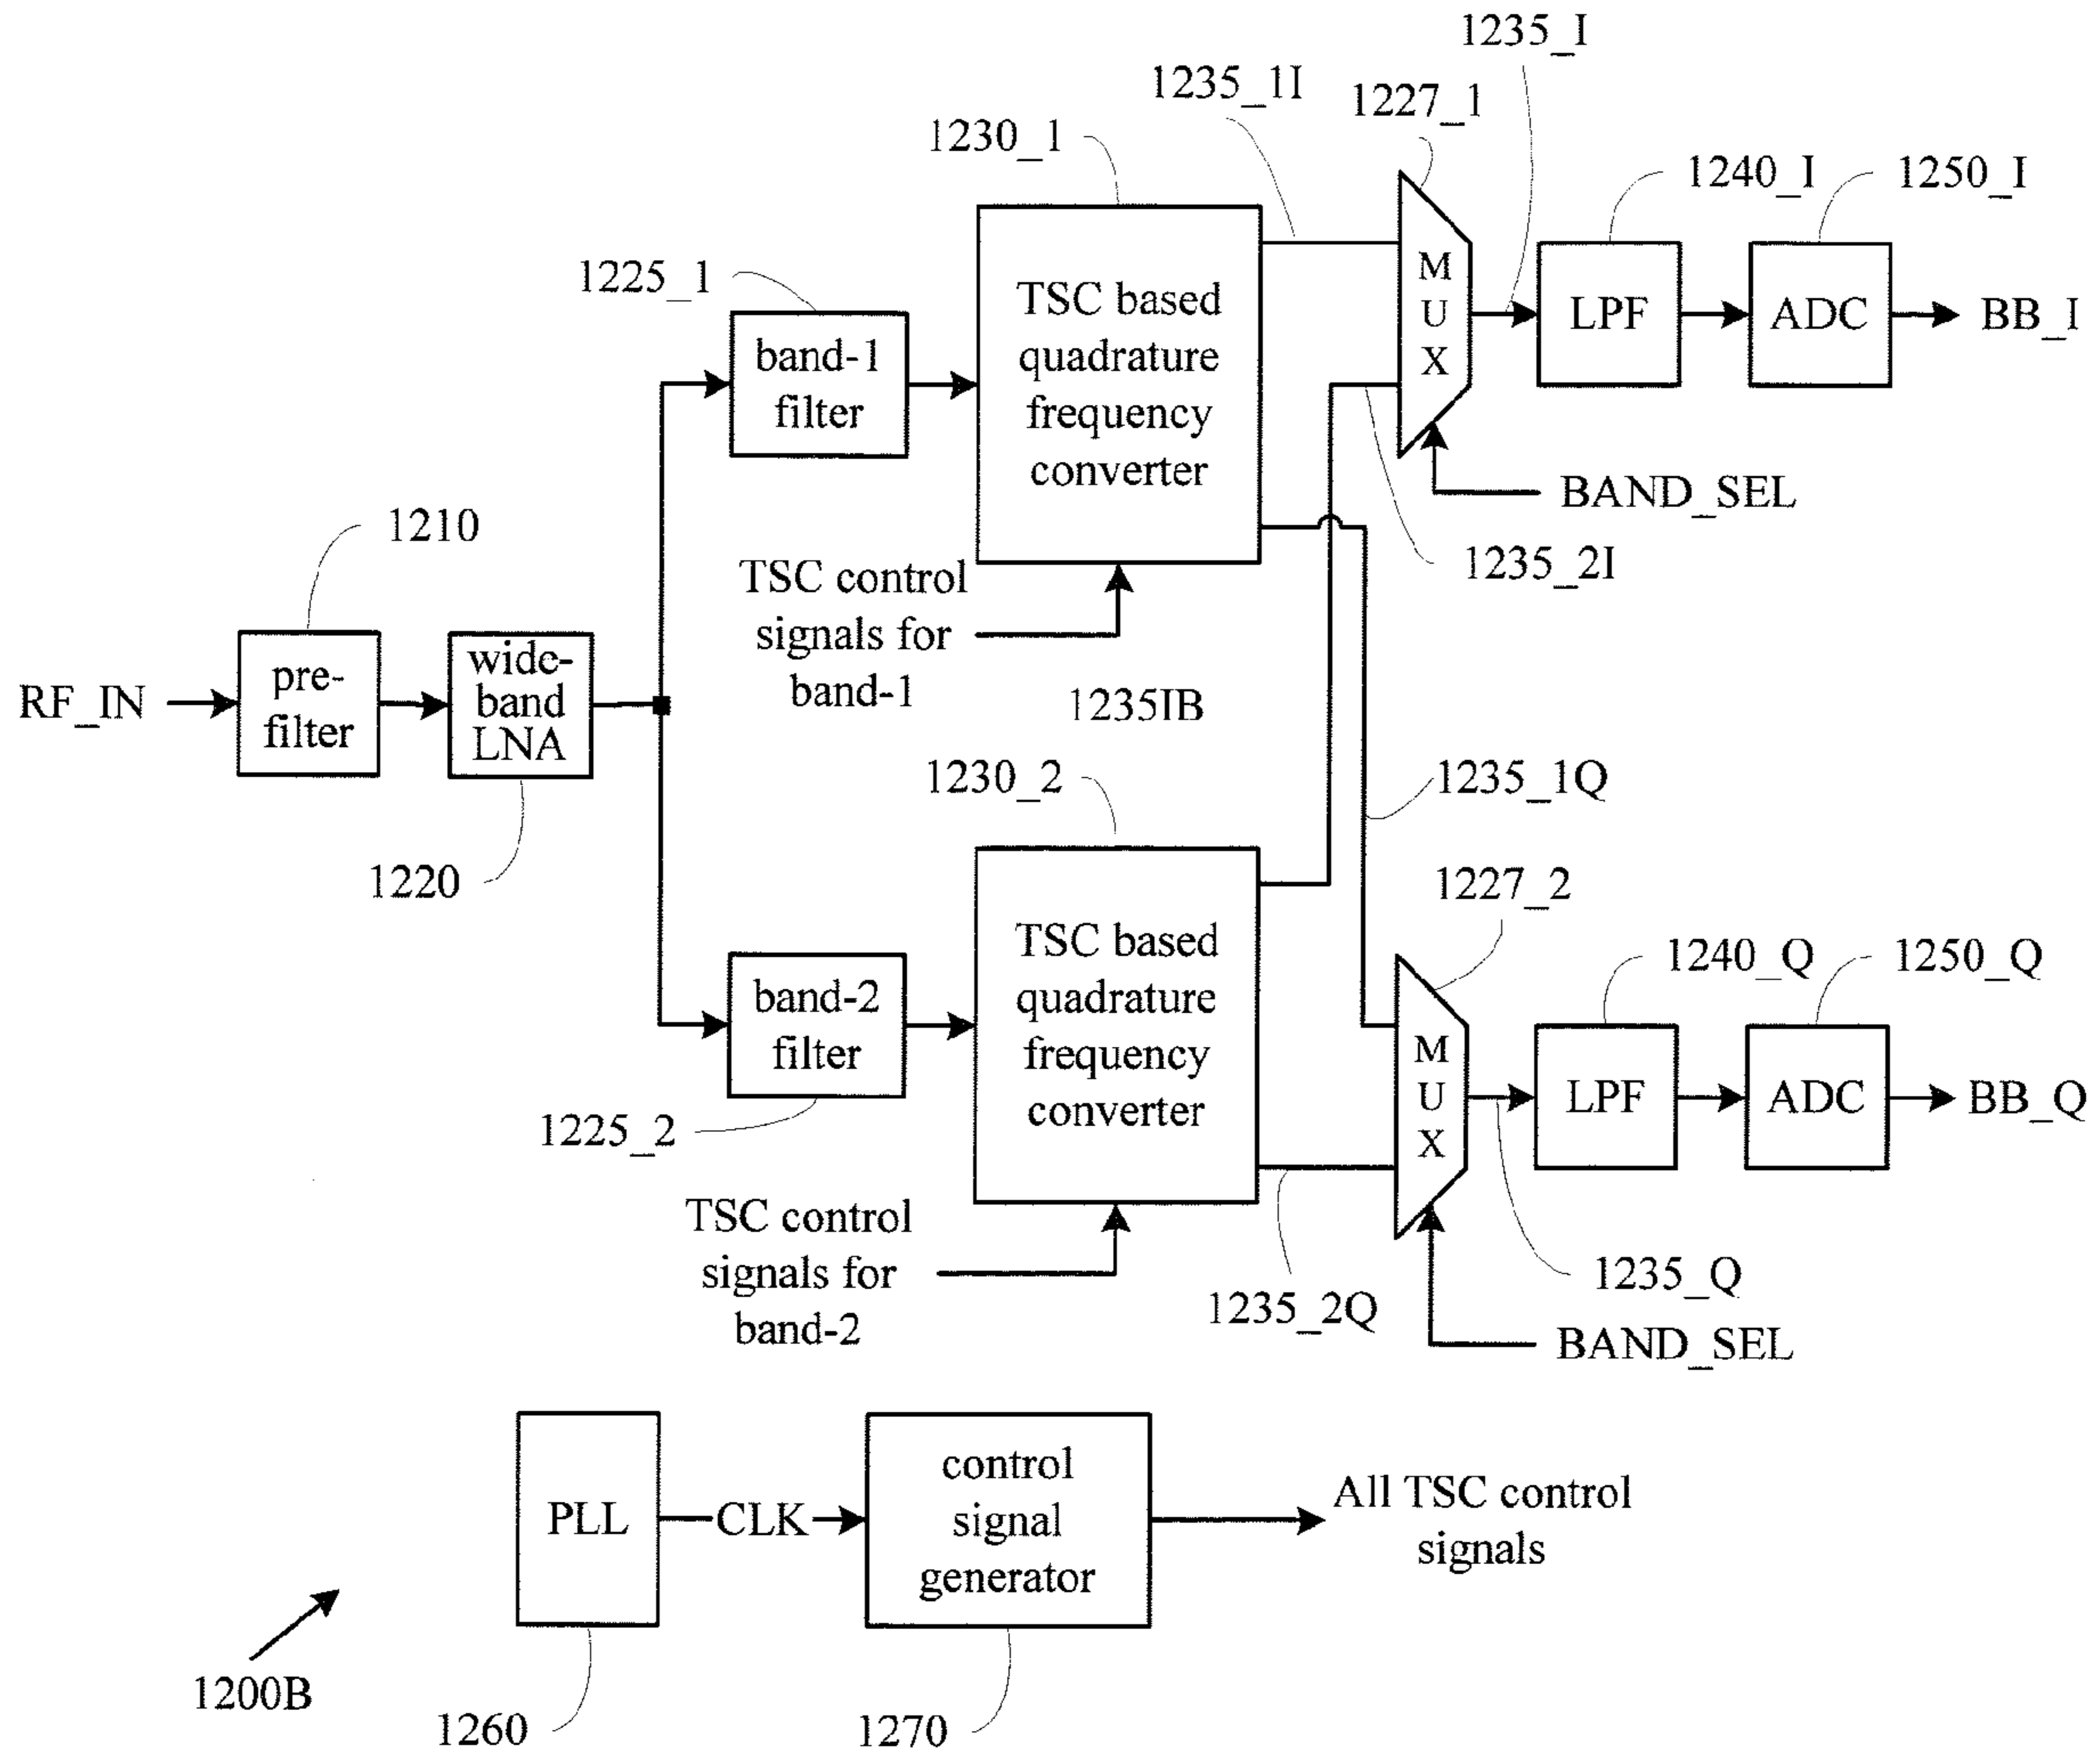 1235_I
1235_1I
1227_1
1230_1
1240_I
1250_I
1225_1
TSC based
quadrature
frequency
converter
M
U
X
LPF
ADC
BB_I
band-1
filter
BAND_SEL
1210
1235_2I
TSC control
signals for
band-1
RF_IN
pre-
filter
wide-
band
LNA
1235IB
1230_2
1235_1Q
1220
1227_2
TSC based
quadrature
frequency
converter
1240_Q
1250_Q
band-2
filter
M
U
X
LPF
ADC
BB_Q
1225_2
TSC control
signals for
band-2
1235_2Q
1235_Q
BAND_SEL
PLL
CLK
control
signal
generator
All TSC control
signals
1200B
1260
1270